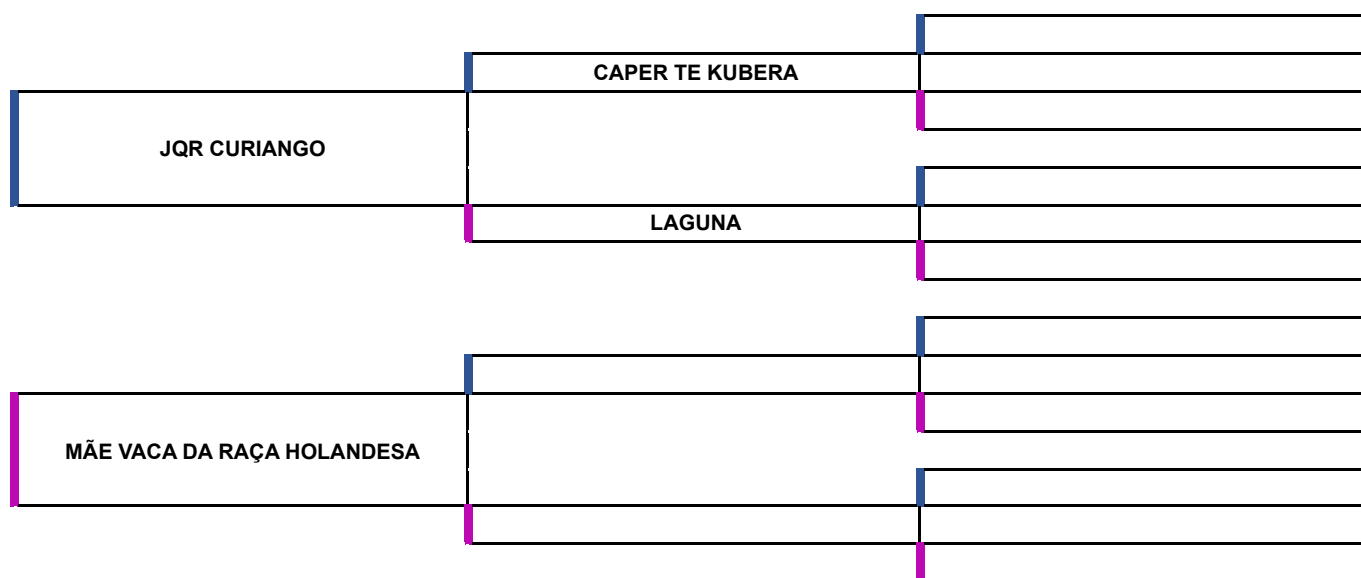 CAPER TE KUBERA
JQR CURIANGO
LAGUNA
MÃE VACA DA RAÇA HOLANDESA